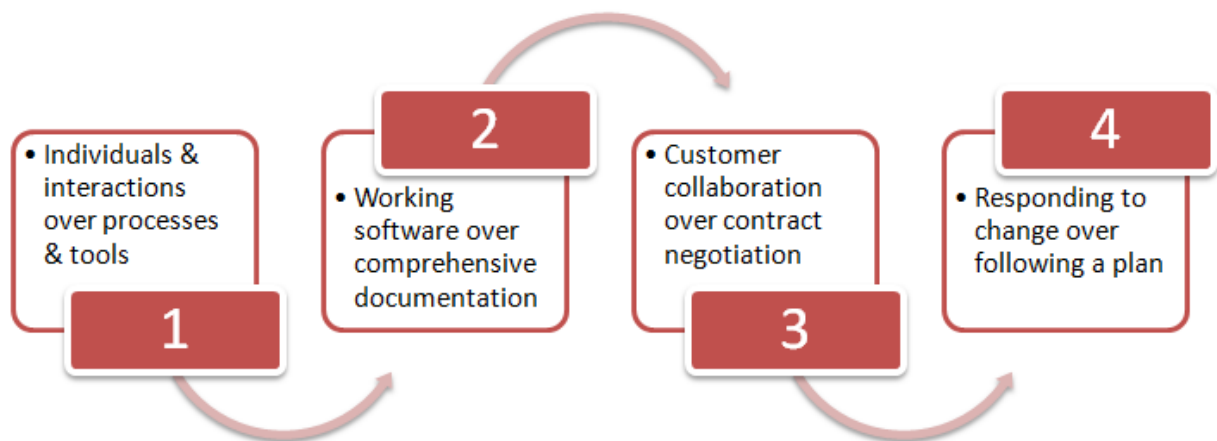 1
• Individuals &
interactions
over processes
& tools
2
• Working
software over
comprehensive
documentation
3
• Customer
collaboration
over contract
negotiation
4
• Responding to
change over
following a plan